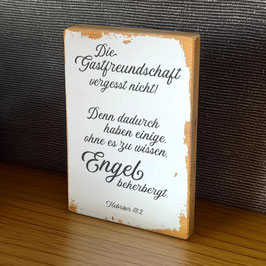 Die
Gastfreundschaft
vergesst nicht!
Denn dadurch
haben einige,
ohne es zu wissen,
Engel
beherbergt.
Hebräer 13,2